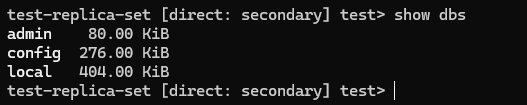 test-replica-set [direct: secondary] test> show dbs
admin    80.00 KiB
config  276.00 KiB
local   404.00 KiB
test-replica-set [direct: secondary] test>